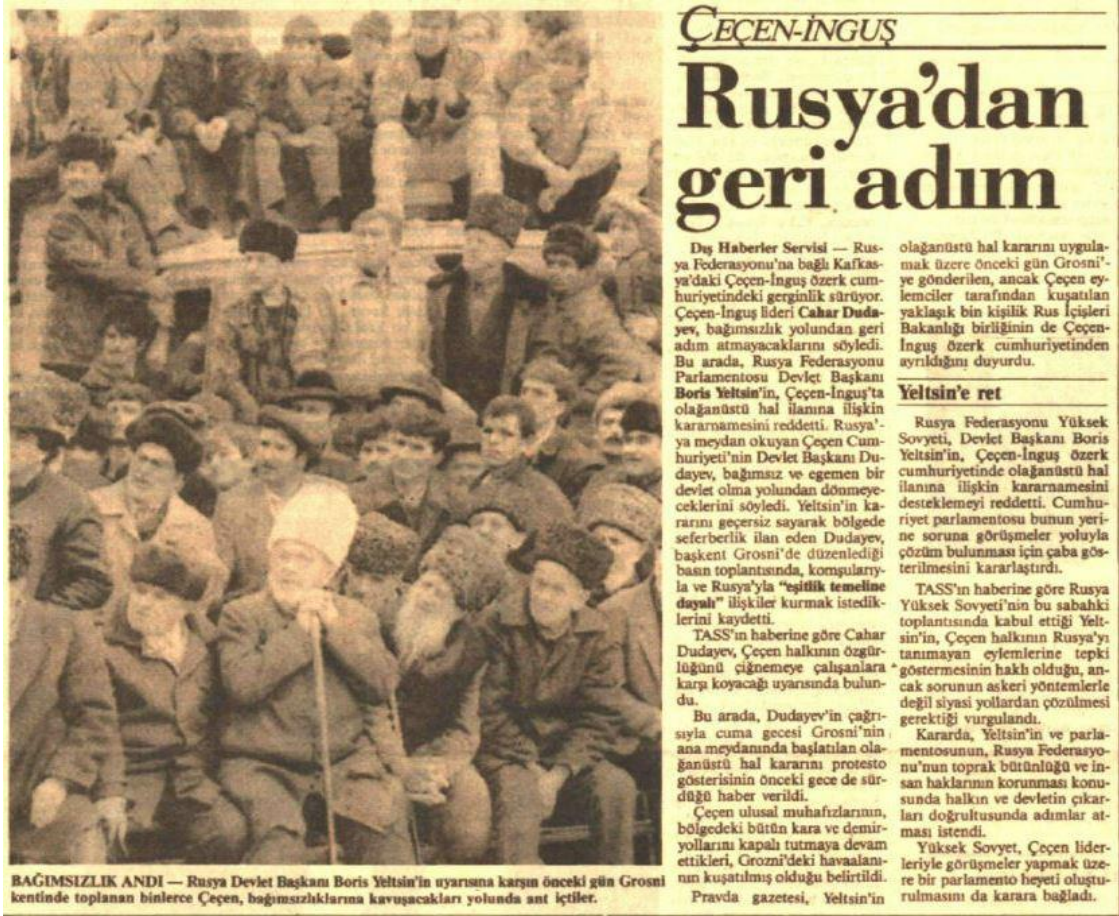 ÇEÇEN-İNGUŞ
Rusya'dan
geri adım
Dış Haberler Servisi — Rus-
ya Federasyonu'na bağlı Kafkas-
ya'daki Çeçen-İnguş özerk cum-
huriyetindeki gerginlik sürüyor.
Çeçen-İnguş lideri Cahar Duda-
yev, bağımsızlık yolundan geri
adım atmayacaklarını söyledi.
Bu arada, Rusya Federasyonu
Parlamentosu Devlet Başkanı
Boris Yeltsin'in, Çeçen-İnguş'ta
olağanüstü hal ilanına ilişkin
kararnamesini reddetti. Rusya'-
ya meydan okuyan Çeçen Cum-
huriyeti'nin Devlet Başkanı Du-
dayev, bağımsız ve egemen bir
devlet olma yolundan dönmeye-
ceklerini söyledi. Yeltsin'in ka-
rarını geçersiz sayarak bölgede
seferberlik ilan eden Dudayev,
başkent Grosni'de düzenlediği
basın toplantısında, komşularıy-
la ve Rusya'yla "eşitlik temeline
dayalı" ilişkiler kurmak istedik-
lerini kaydetti.
TASS'ın haberine göre Cahar
Dudayev, Çeçen halkının özgür-
lüğünü çiğnemeye çalışanlara
karşı koyacağı uyarısında bulun-
du.
Bu arada, Dudayev'in çağrı-
sıyla cuma gecesi Grosni'nin
ana meydanında başlatılan ola-
ğanüstü hal kararını protesto
gösterisinin önceki gece de sür-
düğü haber verildi.
Çeçen ulusal muhafızlarının,
bölgedeki bütün kara ve demir-
yollarını kapalı tutmaya devam
ettikleri, Grozni'deki havaalanı-
nın kuşatılmış olduğu belirtildi.
Pravda gazetesi, Yeltsin'in
olağanüstü hal kararını uygula-
mak üzere önceki gün Grosni'-
ye gönderilen, ancak Çeçen ey-
lemciler tarafından kuşatılan
yaklaşık bin kişilik Rus İçişleri
Bakanlığı birliğinin de Çeçen-
İnguş özerk cumhuriyetinden
ayrıldığını duyurdu.
Yeltsin'e ret
Rusya Federasyonu Yüksek
Sovyeti, Devlet Başkanı Boris
Yeltsin'in, Çeçen-İnguş özerk
cumhuriyetinde olağanüstü hal
ilanına ilişkin kararnamesini
desteklemeyi reddetti. Cumhu-
riyet parlamentosu bunun yeri-
ne soruna görüşmeler yoluyla
çözüm bulunması için çaba gös-
terilmesini kararlaştırdı.
TASS'ın haberine göre Rusya
Yüksek Sovyeti'nin bu sabahki
toplantısında kabul ettiği Yelt-
sin'in, Çeçen halkının Rusya'yı
tanımayan eylemlerine tepki
göstermesinin haklı olduğu, an-
cak sorunun askeri yöntemlerle
değil siyasi yollardan çözülmesi
gerektiği vurgulandı.
Kararda, Yeltsin'in ve parla-
mentosunun, Rusya Federasyo-
nu'nun toprak bütünlüğü ve in-
san haklarının korunması konu-
sunda halkın ve devletin çıkar-
ları doğrultusunda adımlar at-
ması istendi.
Yüksek Sovyet, Çeçen lider-
leriyle görüşmeler yapmak üze-
re bir parlamento heyeti oluştu-
rulmasını da karara bağladı.
BAĞIMSIZLIK ANDI — Rusya Devlet Başkanı Boris Yeltsin'in uyarısına karşın önceki gün Grosni
kentinde toplanan binlerce Çeçen, bağımsızlıklarına kavuşacakları yolunda ant içtiler.